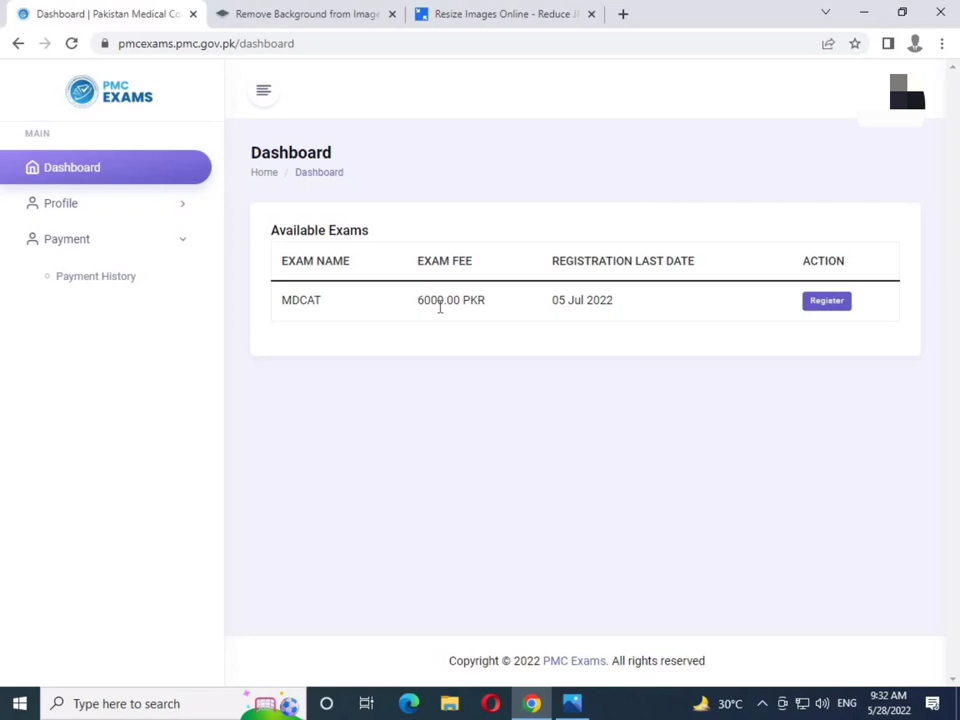 Dashboard | Pakistan Medical Co
Remove Background from Image
Resize Images Online - Reduce J
pmcexams.pmc.gov.pk/dashboard
PMC
EXAMS
MAIN
Dashboard
Profile
Payment
Payment History
Dashboard
Home / Dashboard
Available Exams
EXAM NAME EXAM FEE REGISTRATION LAST DATE ACTION
MDCAT 6000.00 PKR 05 Jul 2022 Register
Copyright © 2022 PMC Exams. All rights reserved
Type here to search
30°C
ENG
9:32 AM
5/28/2022